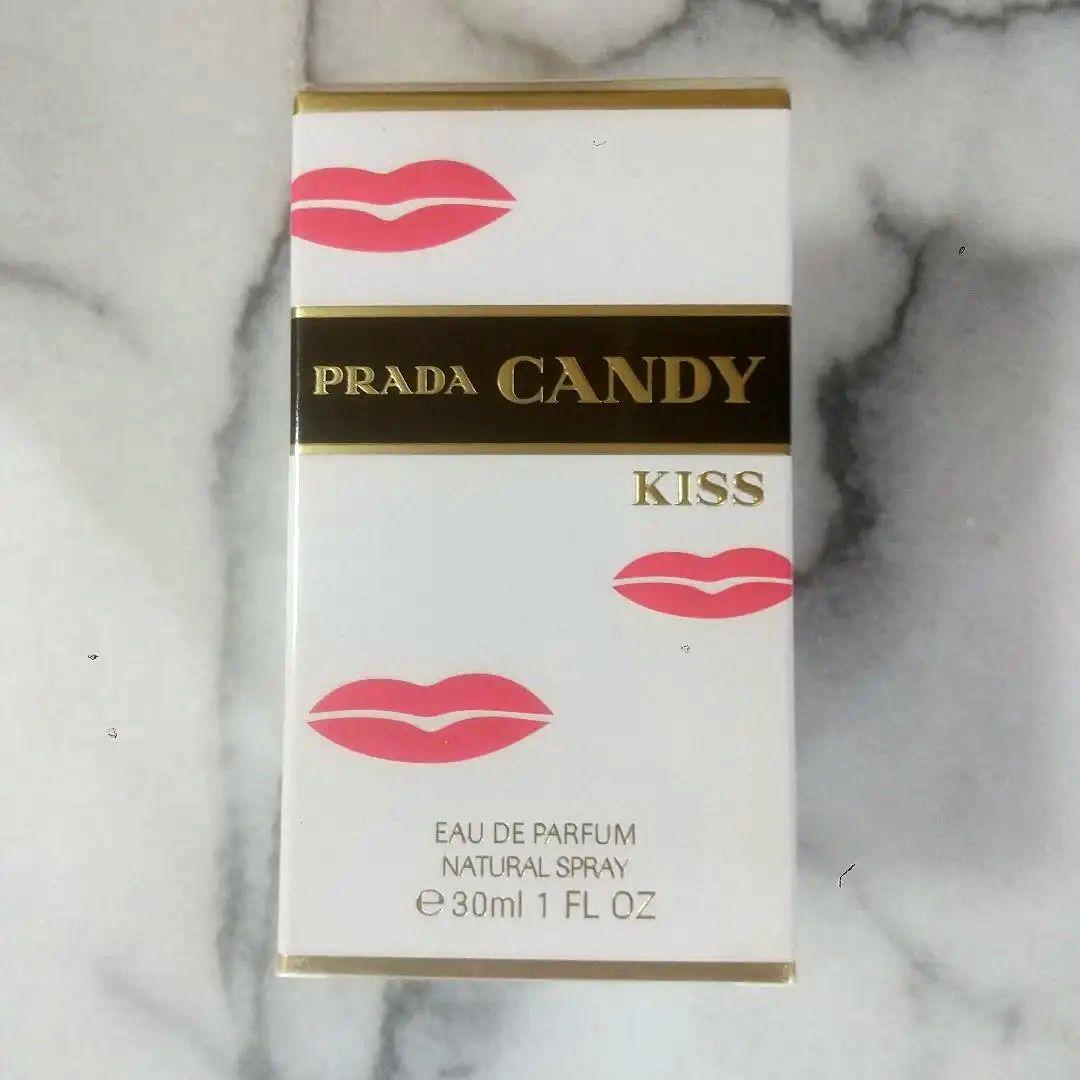 PRADA CANDY
KISS
EAU DE PARFUM
NATURAL SPRAY
℮ 30ml 1 FL OZ